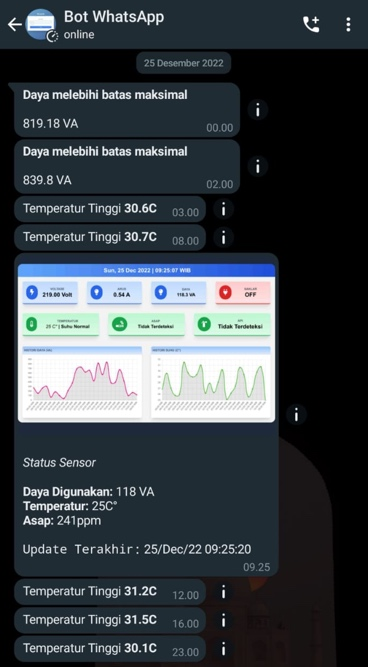 Bot WhatsApp
online
25 Desember 2022
Daya melebihi batas maksimal
819.18 VA
00.00
Daya melebihi batas maksimal
839.8 VA
02.00
Temperatur Tinggi 30.6C 03.00
Temperatur Tinggi 30.7C 08.00
Sun, 25 Dec 2022 | 09:25:07 WIB
219.00 Volt
0.54 A
118.3 VA
OFF
TEMPERATUR
25 C° | Suhu Normal
ASAP
Tidak Terdeteksi
API
Tidak Terdeteksi
Status Sensor
Daya Digunakan: 118 VA
Temperatur: 25C°
Asap: 241ppm
Update Terakhir: 25/Dec/22 09:25:20
09.25
Temperatur Tinggi 31.2C 12.00
Temperatur Tinggi 31.5C 16.00
Temperatur Tinggi 30.1C 23.00